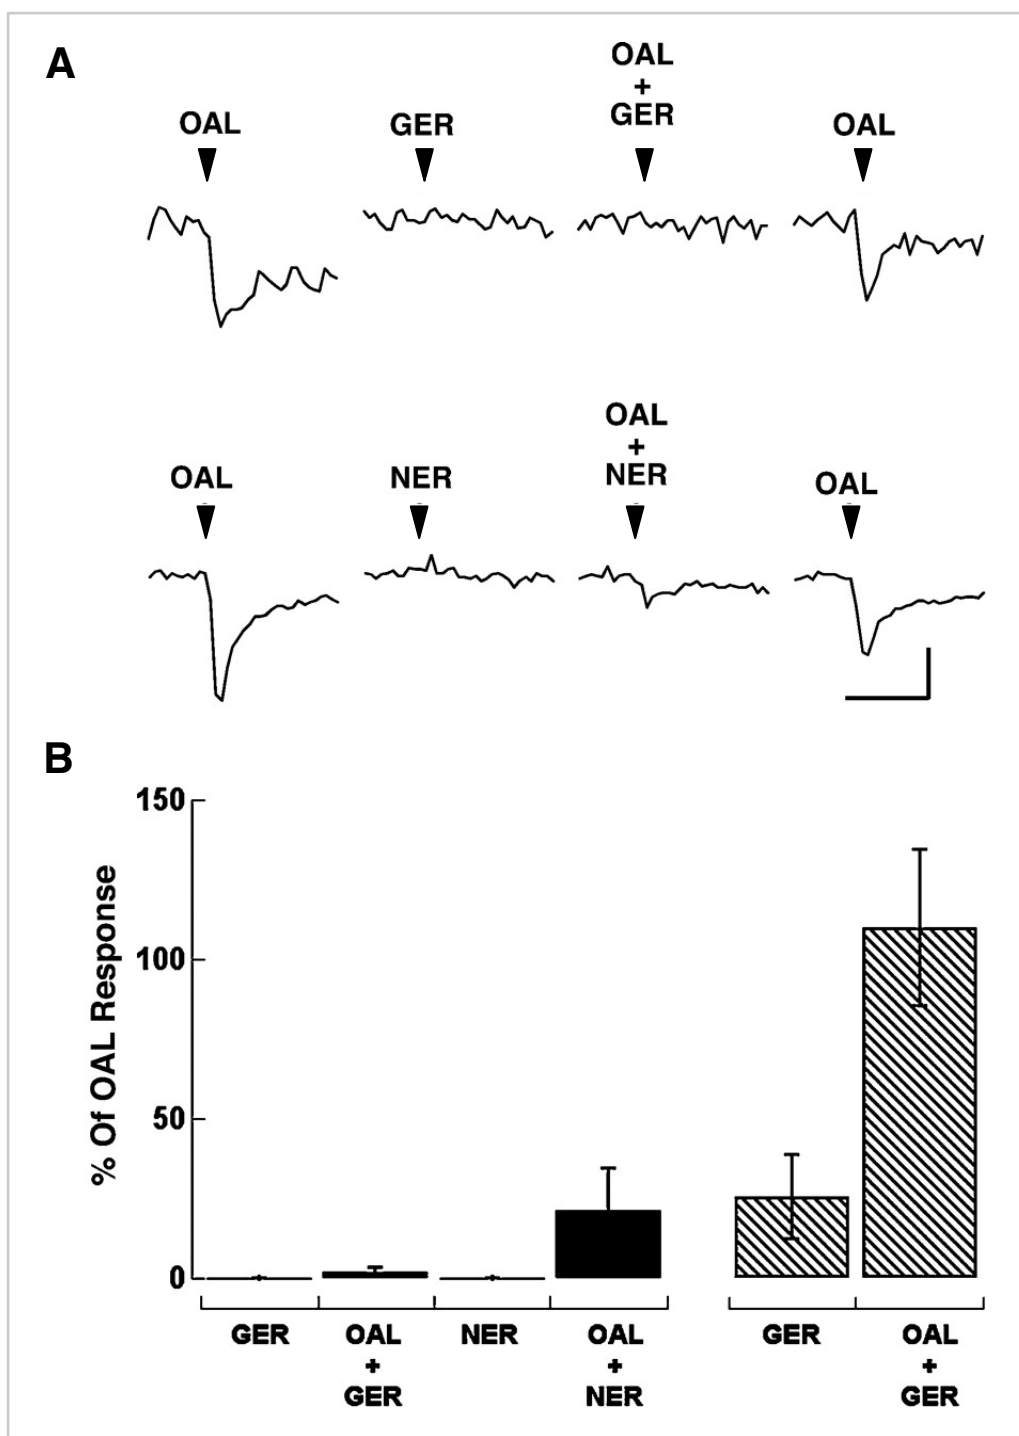 A
OAL
GER
OAL
+
GER
OAL
OAL
NER
OAL
+
NER
OAL
B
% Of OAL Response
150
100
50
0
GER
OAL
+
GER
NER
OAL
+
NER
GER
OAL
+
GER